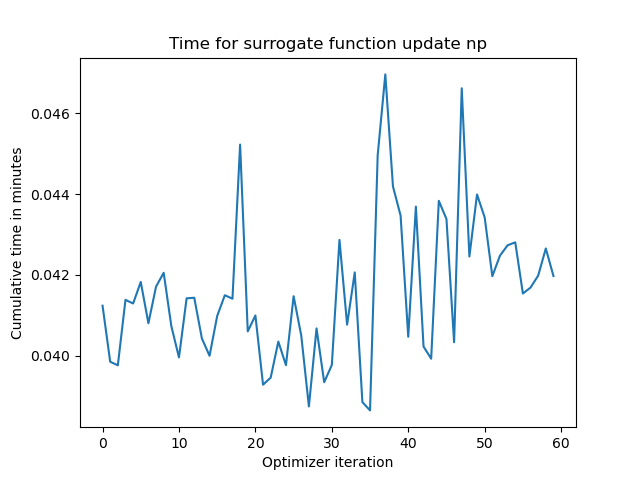 Time for surrogate function update np
Cumulative time in minutes
0.046
0.044
0.042
0.040
0 10 20 30 40 50 60
Optimizer iteration